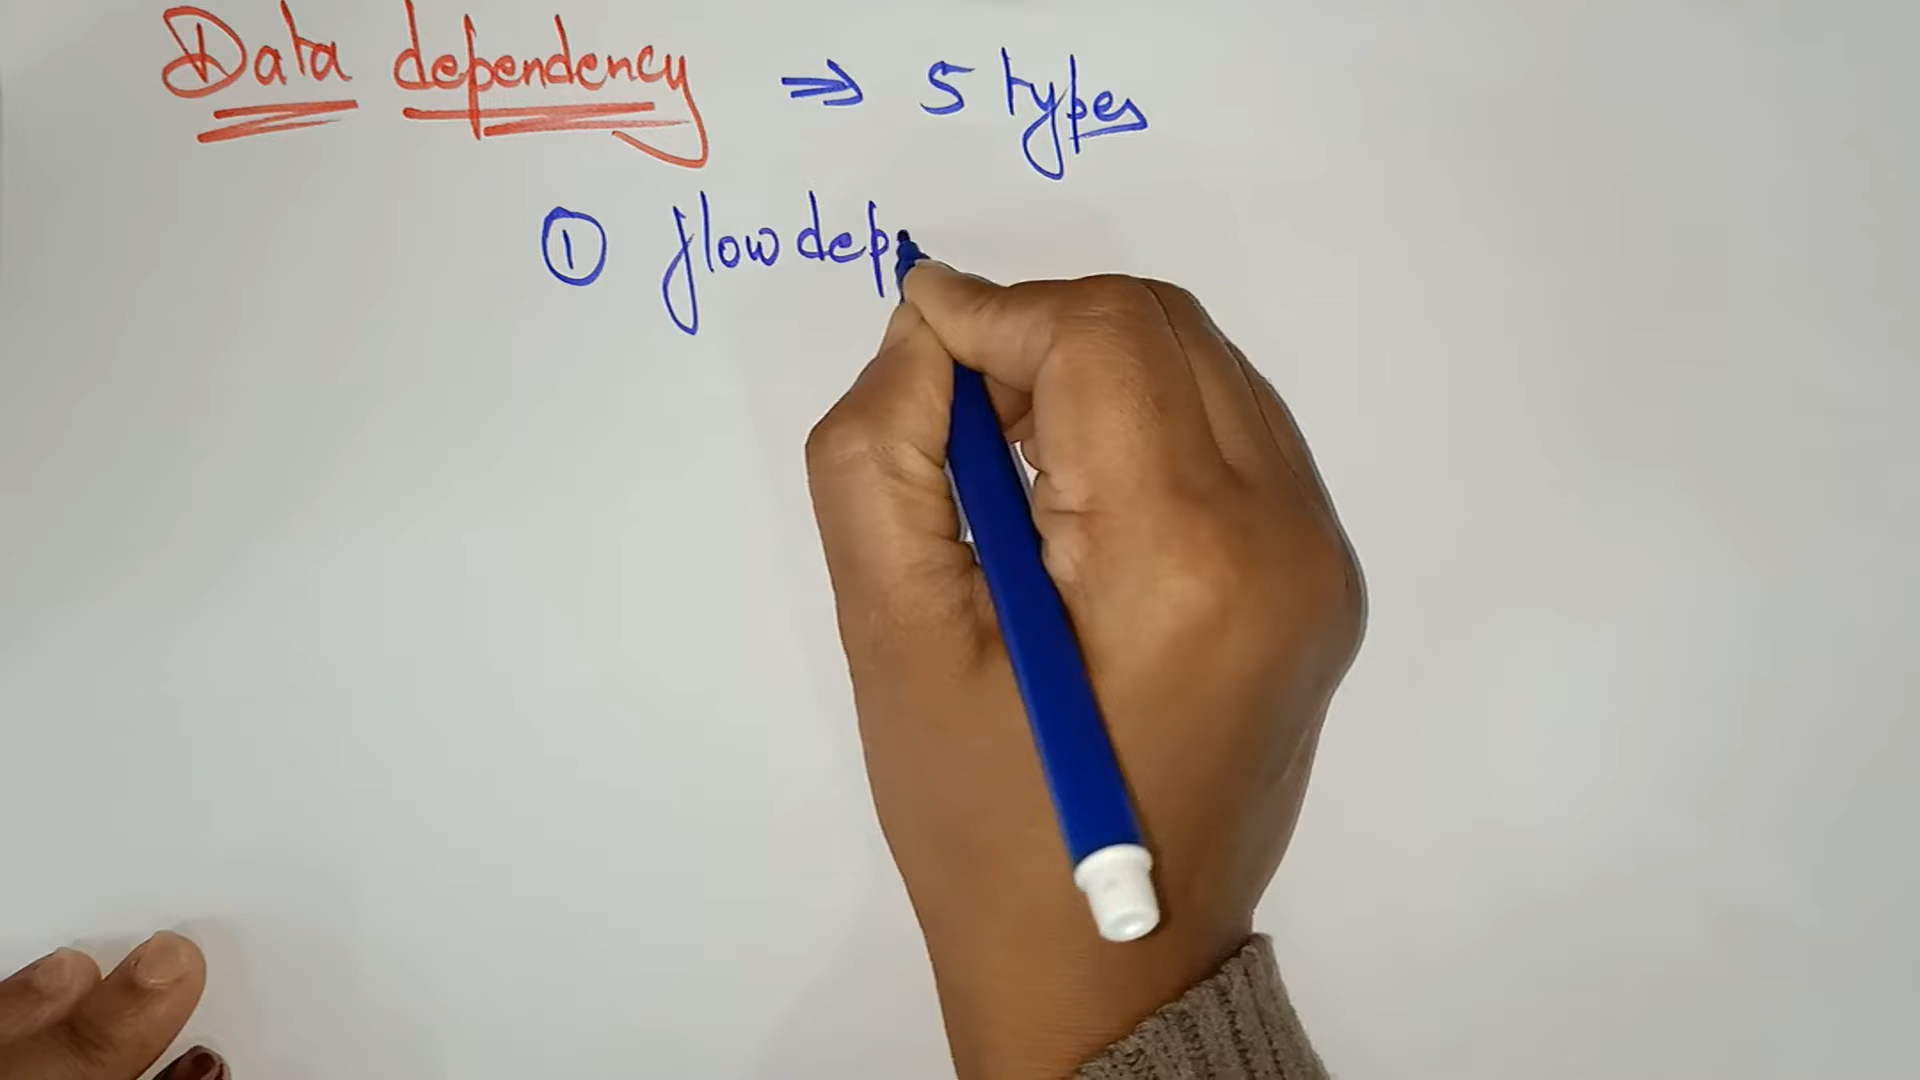 Data dependency ⇒ 5 types
① flow dep